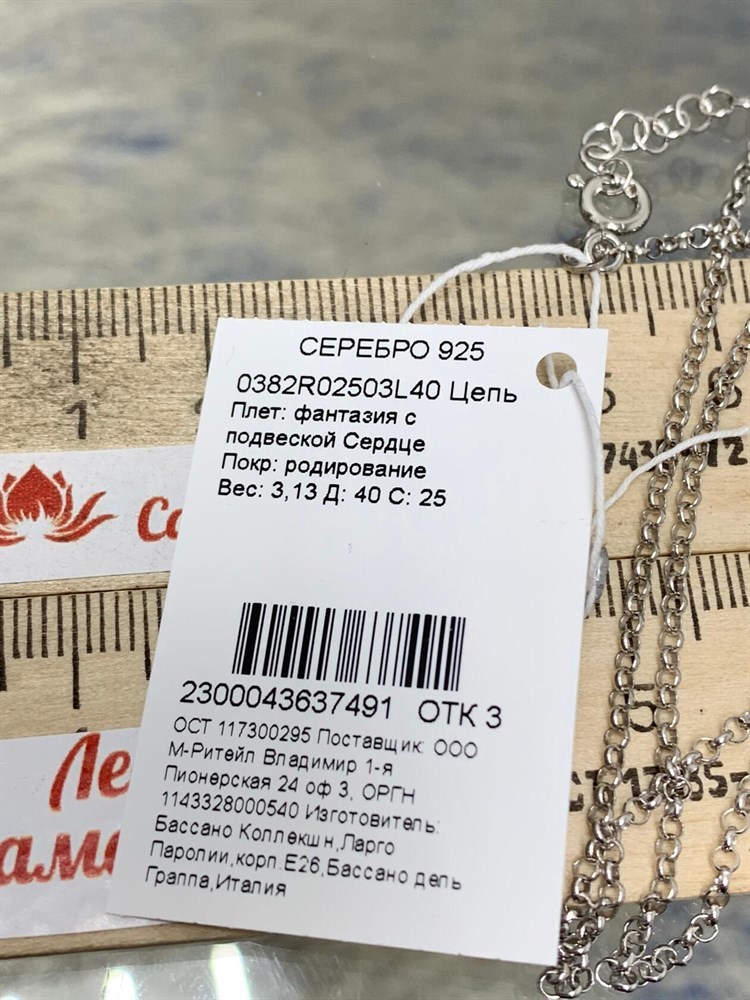 СЕРЕБРО 925
0382R02503L40 Цепь
Плет: фантазия с
подвеской Сердце
Покр: родирование
Вес: 3,13 Д: 40 С: 25
2300043637491 ОТК 3
ОСТ 117300295 Поставщик: ООО
М-Ритейл Владимир 1-я
Пионерская 24 оф 3, ОРГН
1143328000540 Изготовитель:
Бассано Коллекшн,Ларго
Паролии,корп.Е26,Бассано дель
Граппа,Италия
1
5